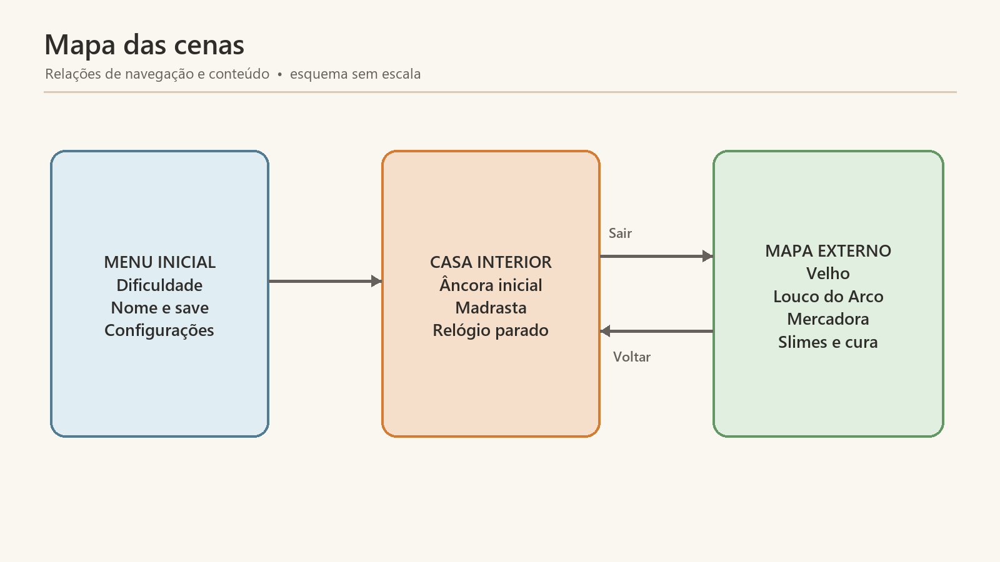 Mapa das cenas
Relações de navegação e conteúdo • esquema sem escala
MENU INICIAL
Dificuldade
Nome e save
Configurações
CASA INTERIOR
Âncora inicial
Madrasta
Relógio parado
Sair
Voltar
MAPA EXTERNO
Velho
Louco do Arco
Mercadora
Slimes e cura